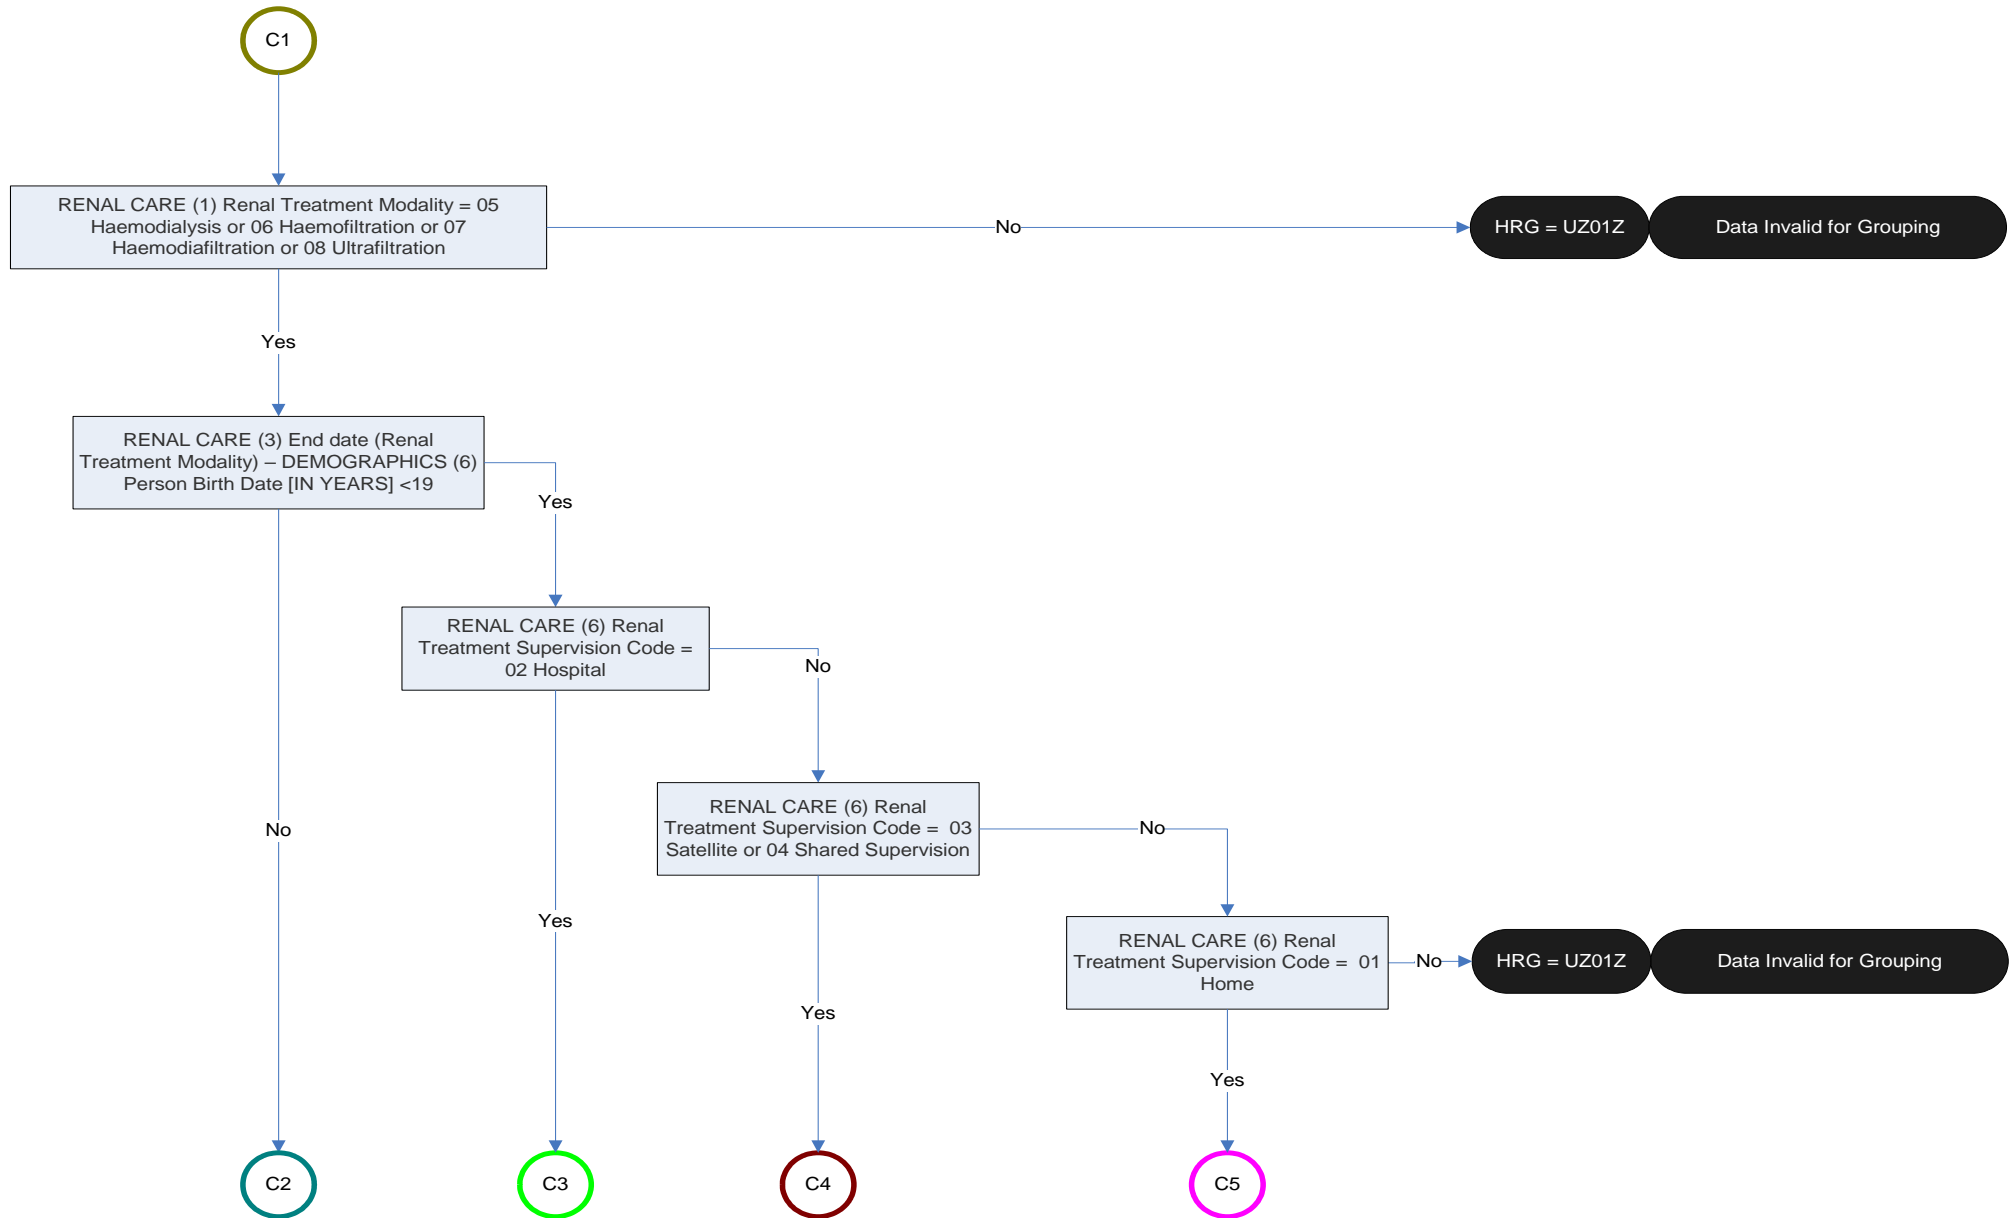 C1
RENAL CARE (1) Renal Treatment Modality = 05
Haemodialysis or 06 Haemofiltration or 07
Haemodiafiltration or 08 Ultrafiltration
No
HRG = UZ01Z
Data Invalid for Grouping
Yes
RENAL CARE (3) End date (Renal
Treatment Modality) – DEMOGRAPHICS (6)
Person Birth Date [IN YEARS] <19
Yes
RENAL CARE (6) Renal
Treatment Supervision Code =
02 Hospital
No
RENAL CARE (6) Renal
Treatment Supervision Code = 03
Satellite or 04 Shared Supervision
No
No
Yes
RENAL CARE (6) Renal
Treatment Supervision Code = 01
Home
No
HRG = UZ01Z
Data Invalid for Grouping
Yes
Yes
C2
C3
C4
C5